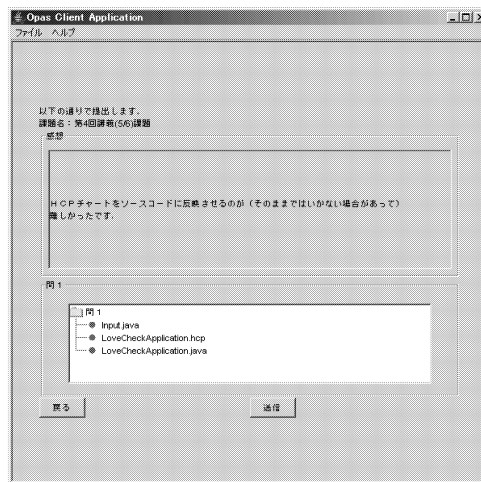 Opas Client Application
ファイル ヘルプ
以下の通りで提出します。
課題名：第4回講義(5/6)課題
感想
ＨＣＰチャートをソースコードに反映させるのが（そのままではいかない場合があって）
難しかったです．
問１
問１
Input.java
LoveCheckApplication.hcp
LoveCheckApplication.java
戻る 送信